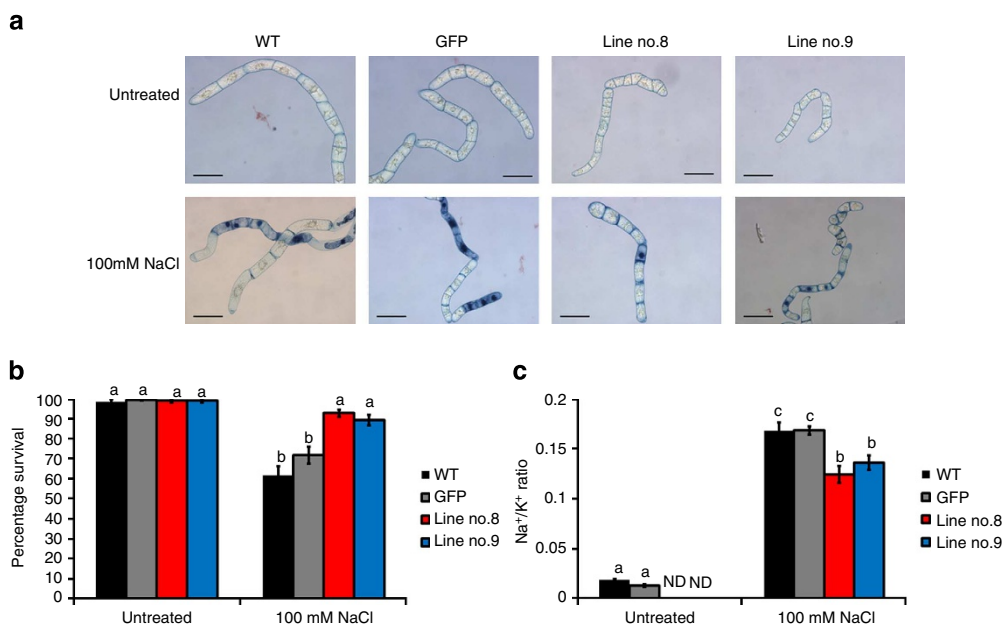 a
WT GFP Line no.8 Line no.9
Untreated
100mM NaCl
b
Percentage survival
100
90
80
70
60
50
40
30
20
10
0
a a a a
b b a a
Untreated 100 mM NaCl
WT
GFP
Line no.8
Line no.9
c
Na⁺/K⁺ ratio
0.2
0.15
0.1
0.05
0
a a ND ND
c c b b
Untreated 100 mM NaCl
WT
GFP
Line no.8
Line no.9